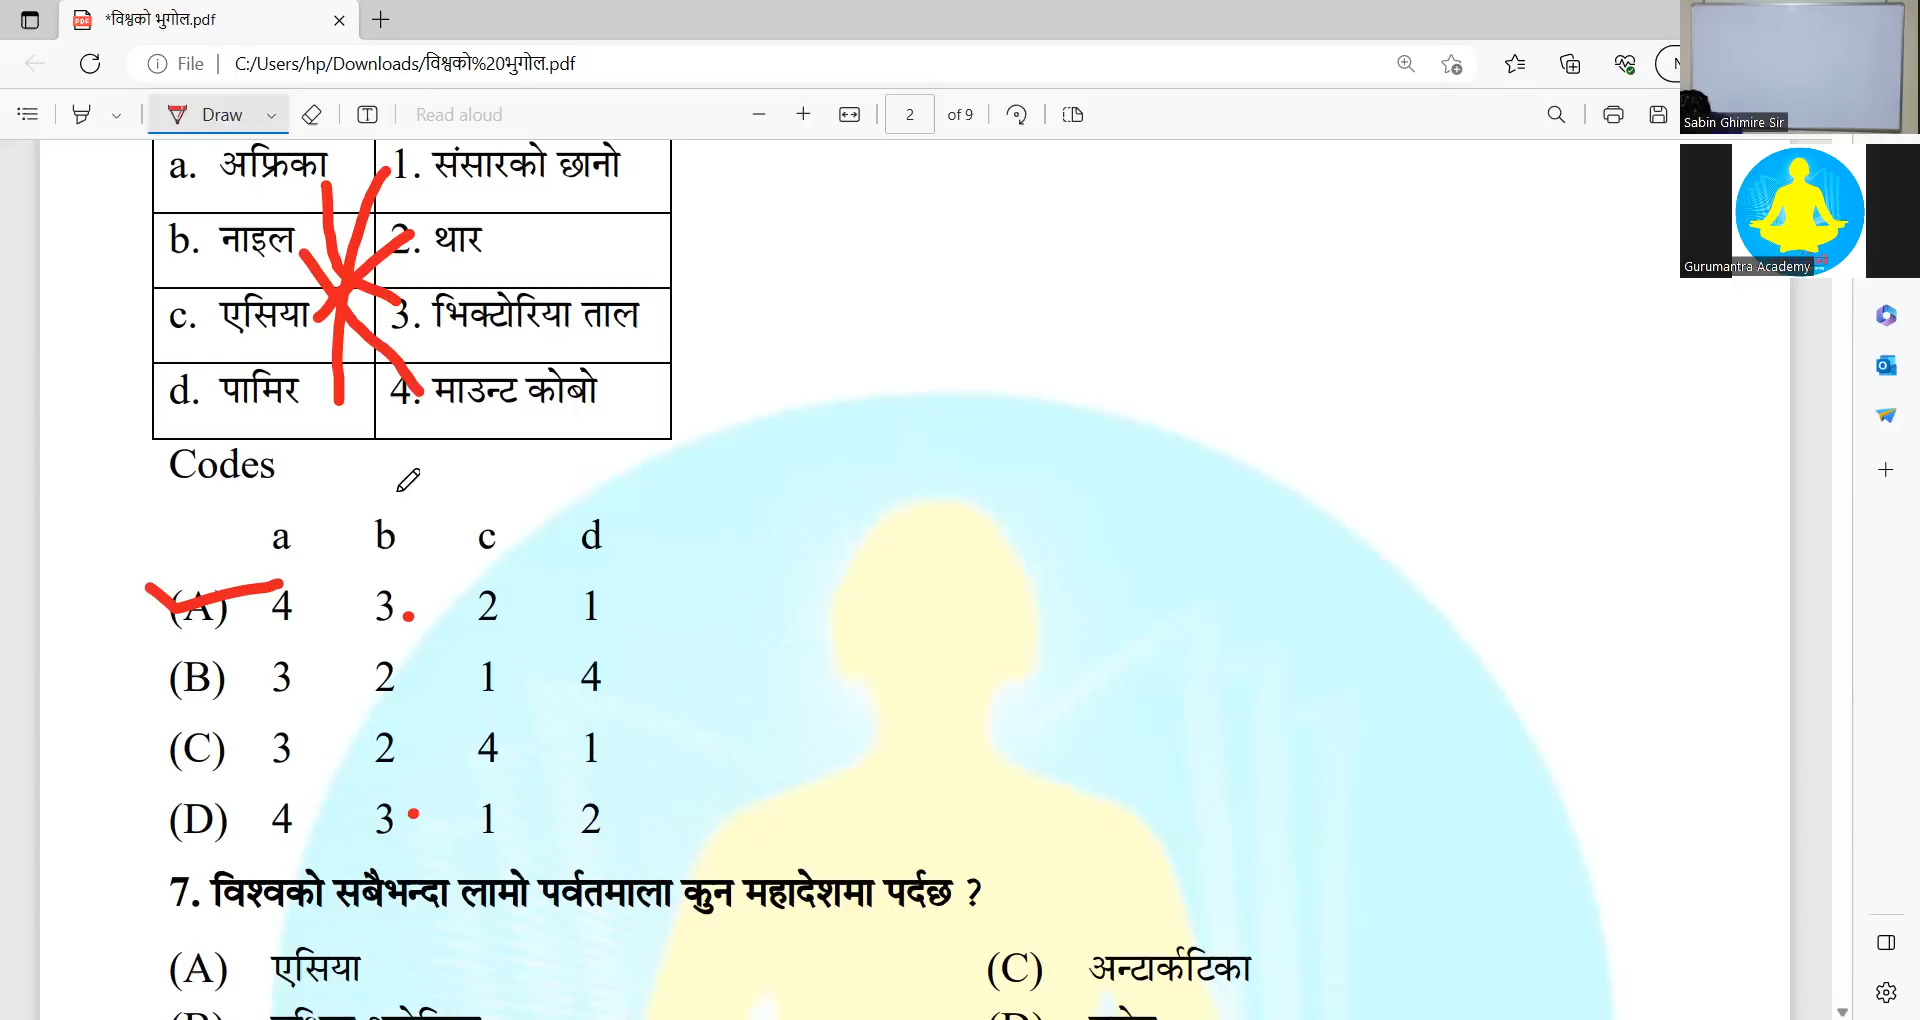 *विश्वको भुगोल.pdf
File C:/Users/hp/Downloads/विश्वको%20भुगोल.pdf
Draw Read aloud 2 of 9
Sabin Ghimire Sir
Gurumantra Academy
a. अफ्रिका 1. संसारको छानो
b. नाइल 2. थार
c. एसिया 3. भिक्टोरिया ताल
d. पामिर 4. माउन्ट कोबो
Codes
a b c d
(A) 4 3 2 1
(B) 3 2 1 4
(C) 3 2 4 1
(D) 4 3 1 2
7. विश्वको सबैभन्दा लामो पर्वतमाला कुन महादेशमा पर्दछ ?
(A) एसिया (C) अन्टार्कटिका